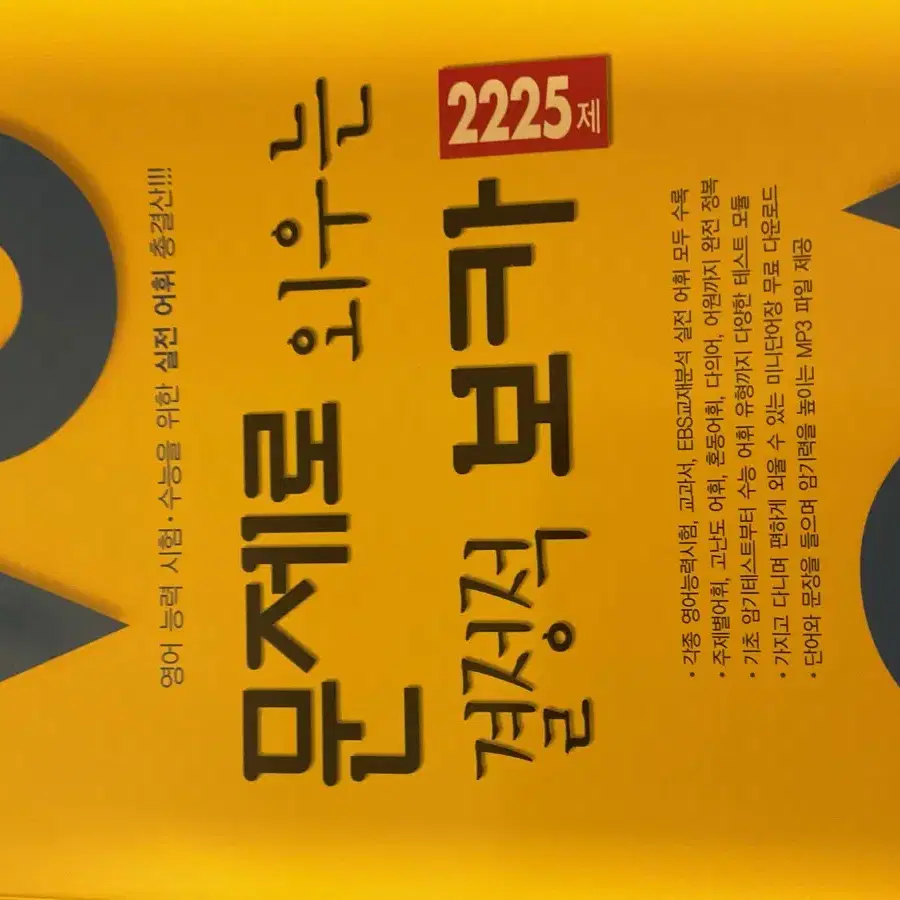 영어 능력 시험·수능을 위한 실전 어휘 총결산!!!
문제로 외우는
결정적 보카 2225제
· 각종 영어능력시험, 교과서, EBS교재분석 실전 어휘 모두 수록
· 주제별어휘, 고난도 어휘, 혼동어휘, 다의어, 어원까지 완전 정복
· 기초 암기테스트부터 수능 어휘 유형까지 다양한 테스트 모듈
· 가지고 다니며 편하게 외울 수 있는 미니단어장 무료 다운로드
· 단어와 문장을 들으며 암기력을 높이는 MP3 파일 제공